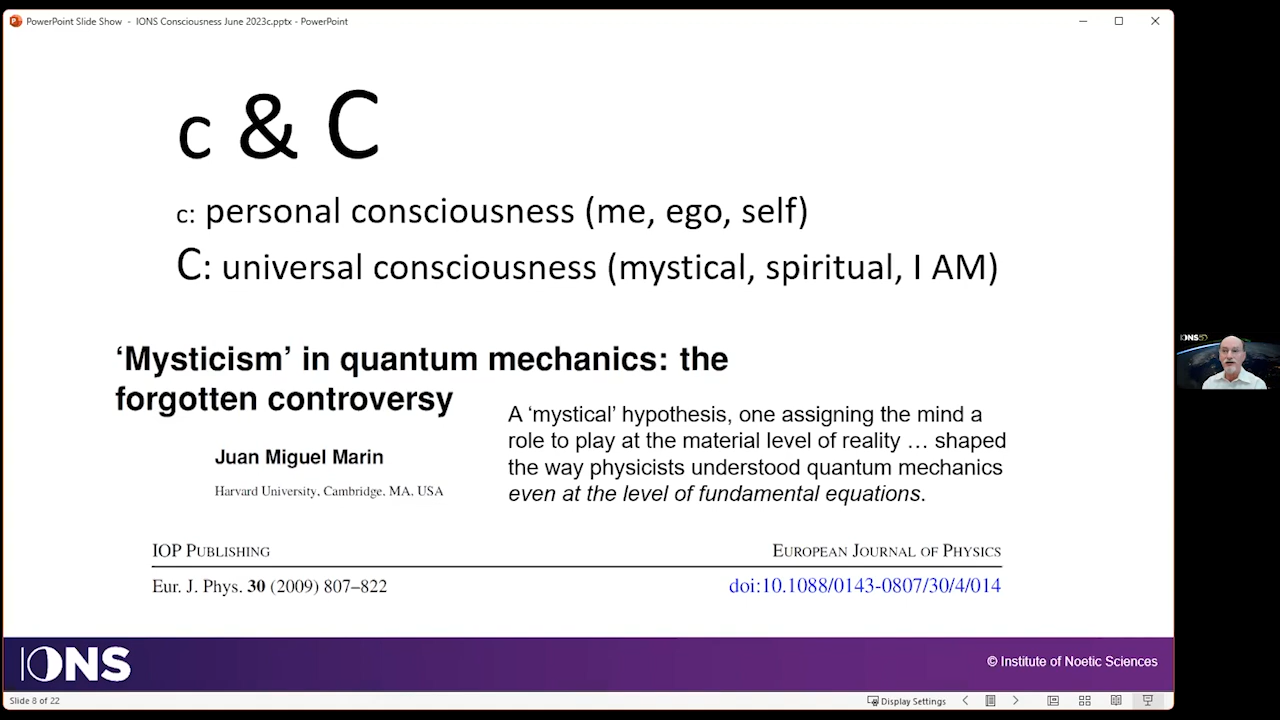 PowerPoint Slide Show - IONS Consciousness June 2023c.pptx - PowerPoint
c & C
c: personal consciousness (me, ego, self)
C: universal consciousness (mystical, spiritual, I AM)
‘Mysticism’ in quantum mechanics: the
forgotten controversy
Juan Miguel Marin
Harvard University, Cambridge, MA, USA
A ‘mystical’ hypothesis, one assigning the mind a
role to play at the material level of reality … shaped
the way physicists understood quantum mechanics
even at the level of fundamental equations.
IOP PUBLISHING
EUROPEAN JOURNAL OF PHYSICS
Eur. J. Phys. 30 (2009) 807–822
doi:10.1088/0143-0807/30/4/014
IONS
IONS
© Institute of Noetic Sciences
Slide 8 of 22
Display Settings